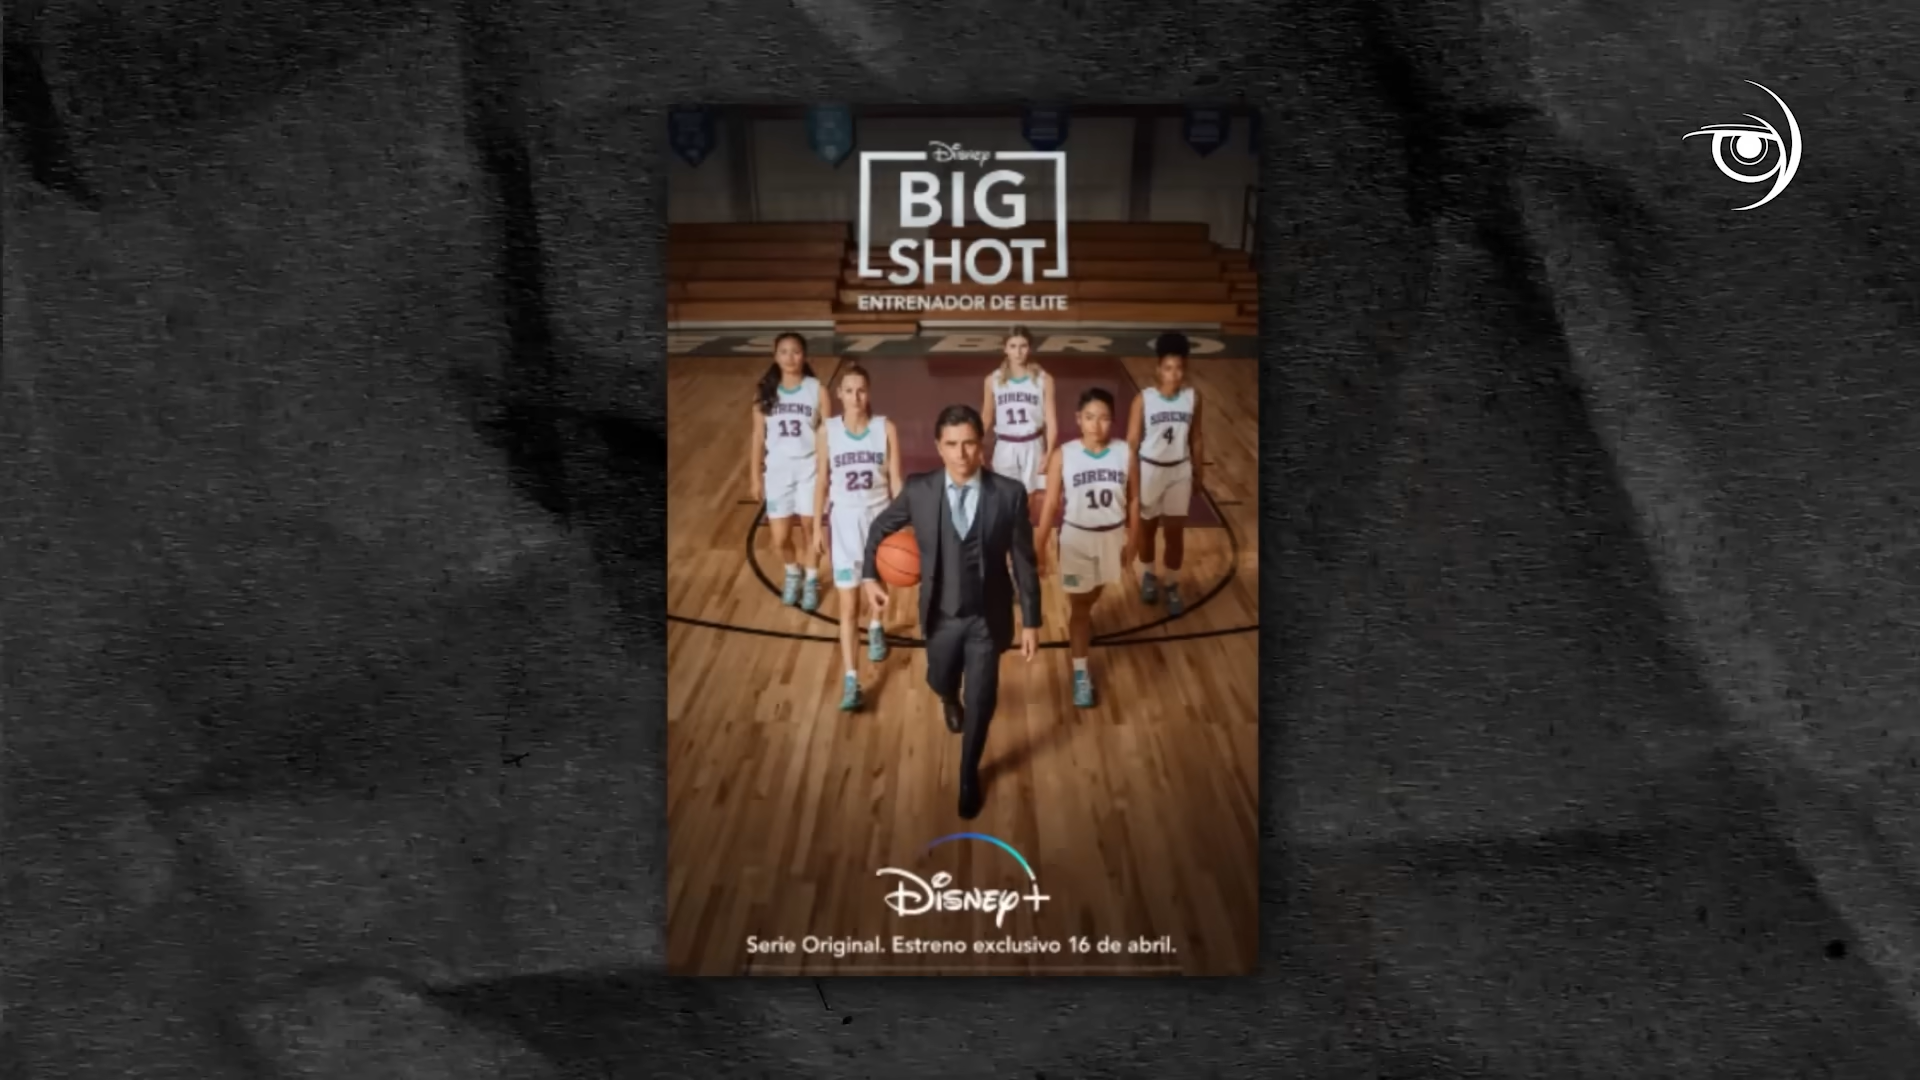 Disney
BIG
SHOT
ENTRENADOR DE ELITE
STBRO
SIRENS
13
SIRENS
23
SIRENS
11
SIRENS
10
SIRENS
4
Disney+
Serie Original. Estreno exclusivo 16 de abril.